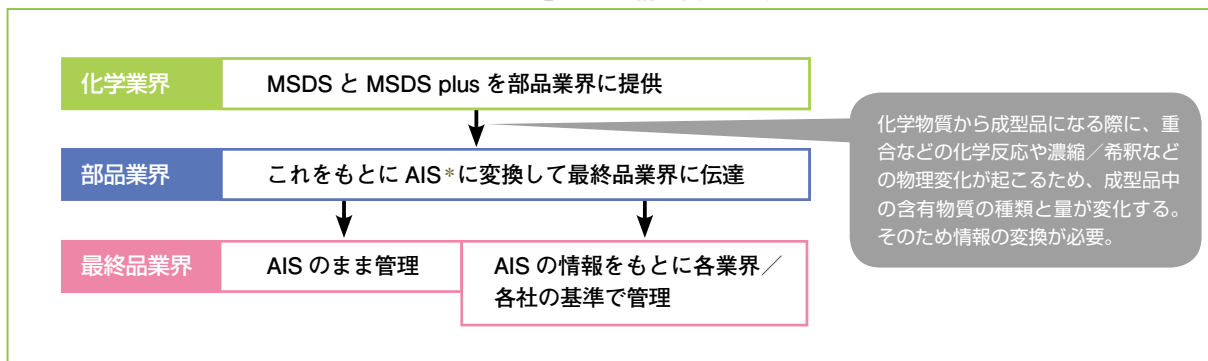 化学業界
MSDS と MSDS plus を部品業界に提供
化学物質から成型品になる際に、重
合などの化学反応や濃縮／希釈など
の物理変化が起こるため、成型品中
の含有物質の種類と量が変化する。
そのため情報の変換が必要。
部品業界
これをもとに AIS*に変換して最終品業界に伝達
最終品業界
AIS のまま管理
AIS の情報をもとに各業界／
各社の基準で管理